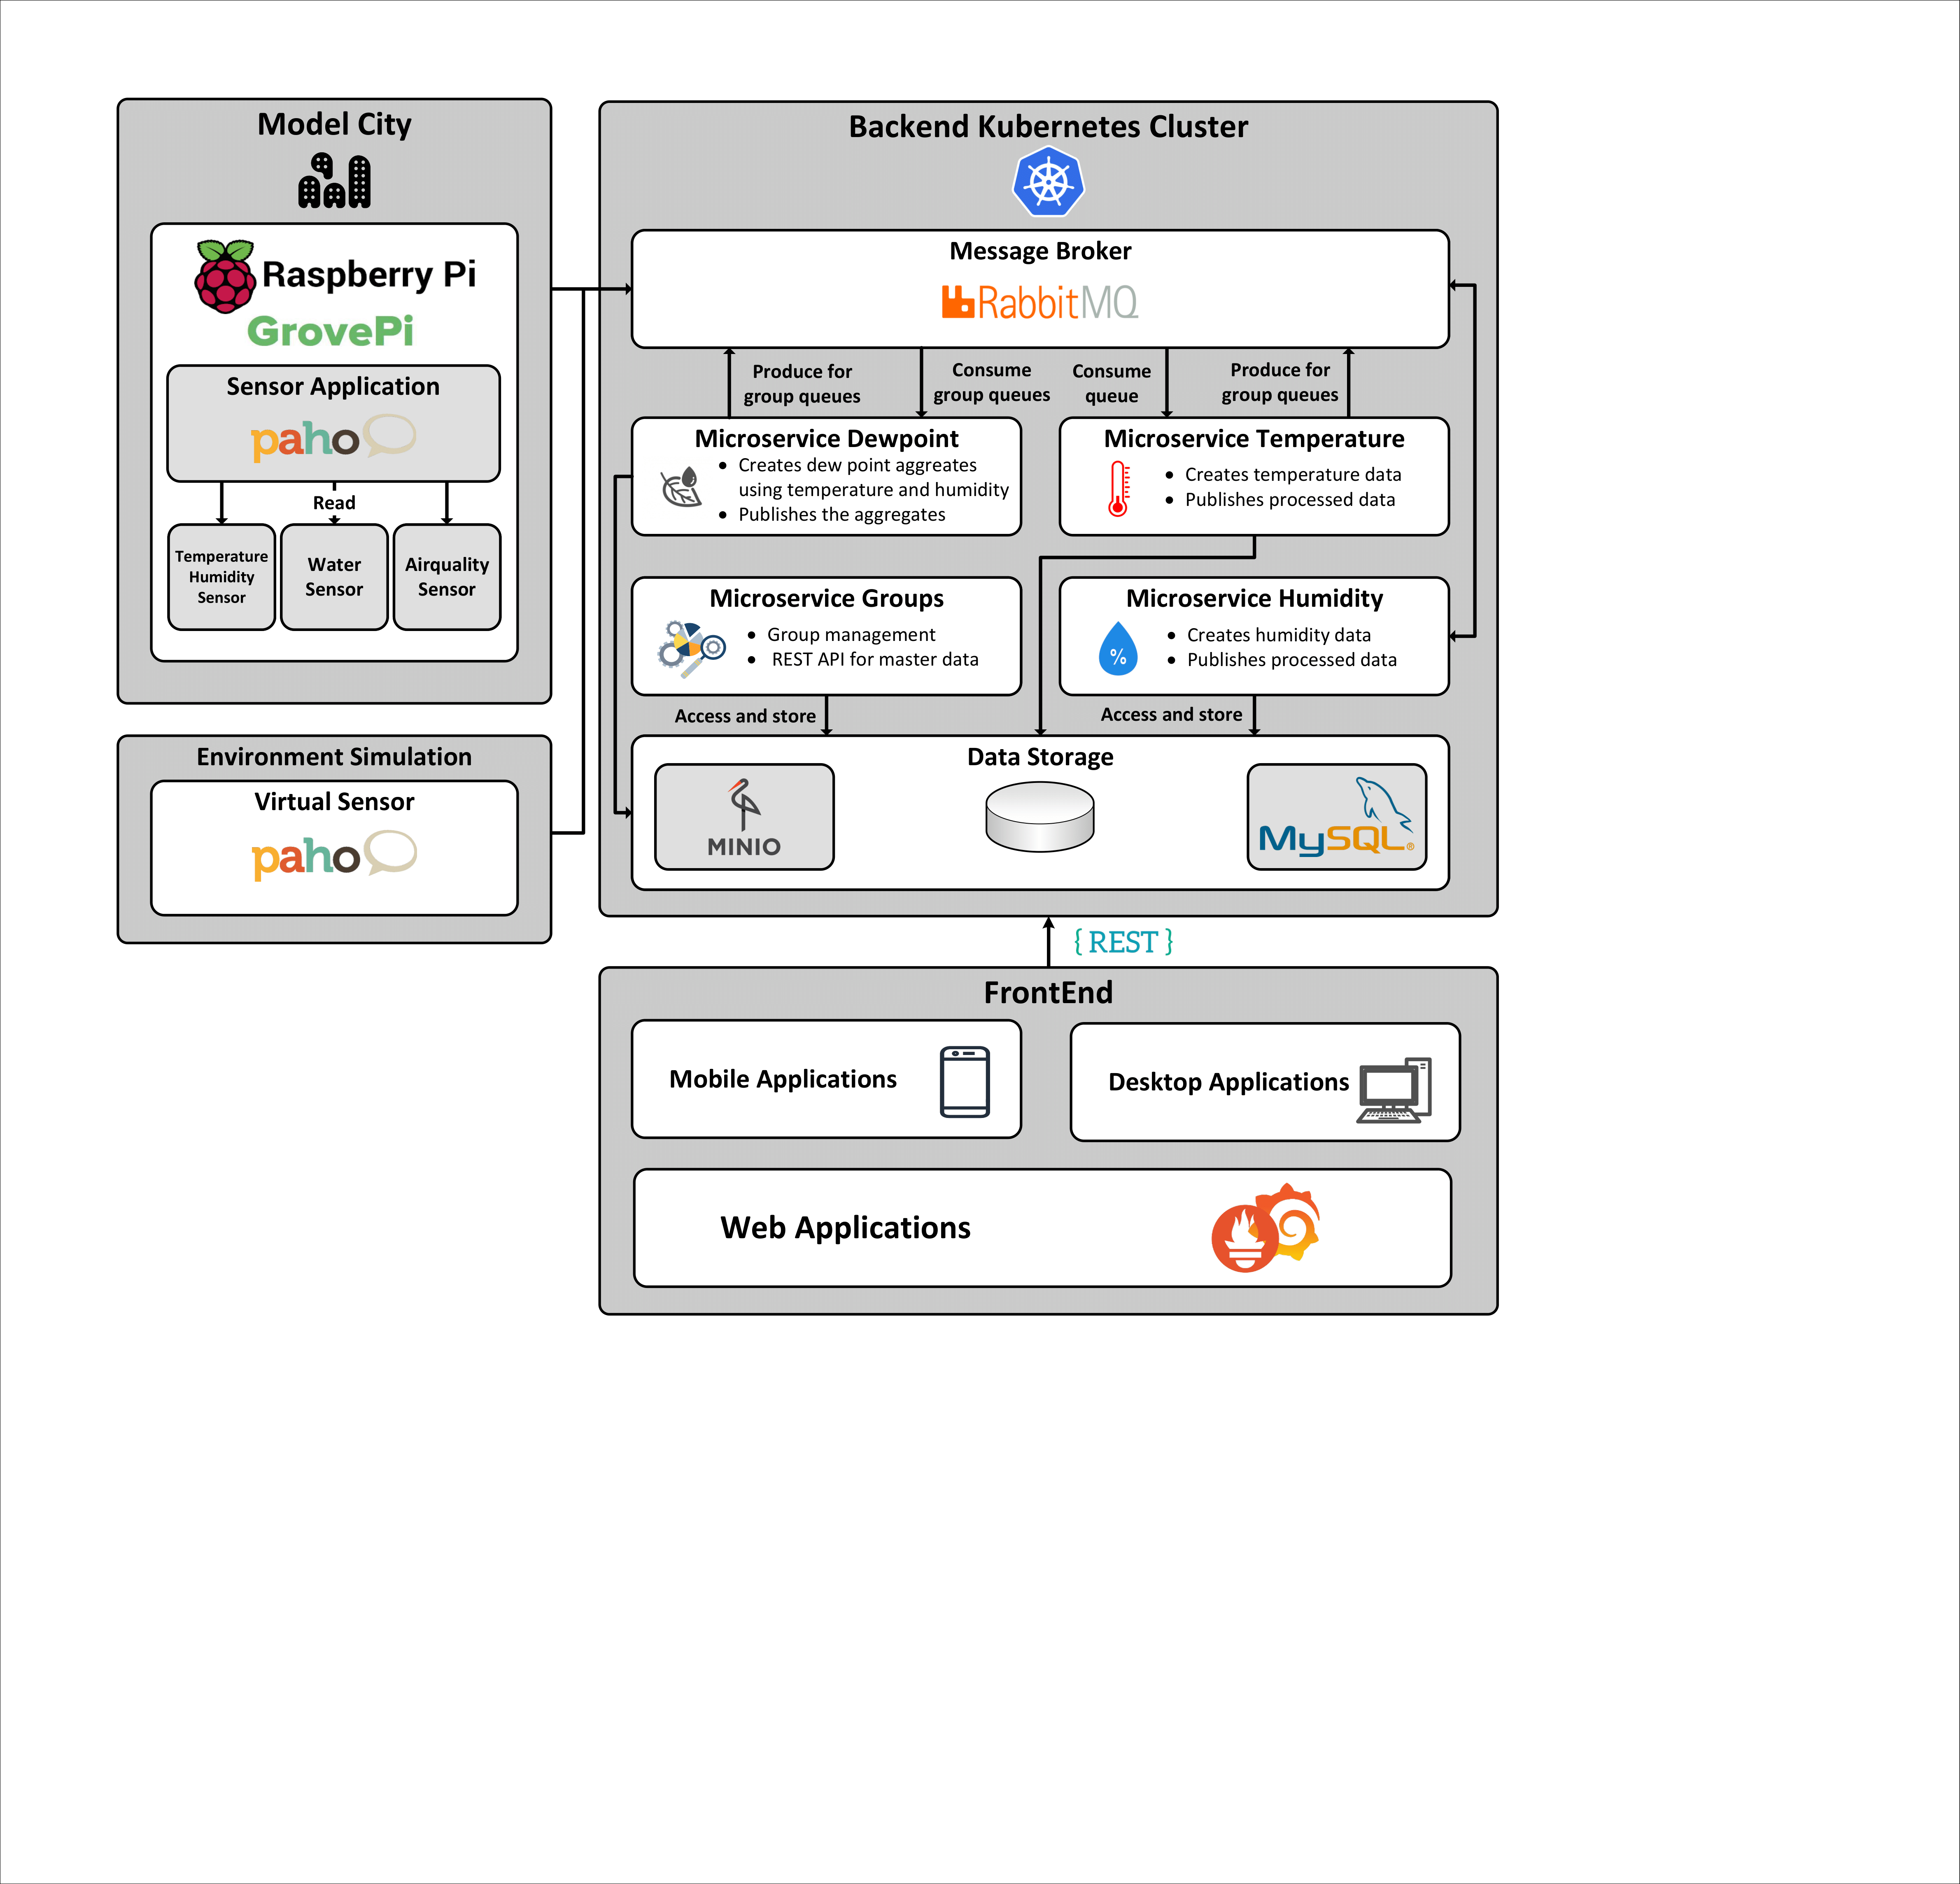 Model City
Raspberry Pi
GrovePi
Sensor Application
paho
Read
Temperature
Humidity
Sensor
Water
Sensor
Airquality
Sensor
Environment Simulation
Virtual Sensor
paho
Backend Kubernetes Cluster
Message Broker
RabbitMQ
Produce for
group queues
Consume
group queues
Consume
queue
Produce for
group queues
Microservice Dewpoint
• Creates dew point aggreates
using temperature and humidity
• Publishes the aggregates
Microservice Temperature
• Creates temperature data
• Publishes processed data
Microservice Groups
• Group management
• REST API for master data
Microservice Humidity
%
• Creates humidity data
• Publishes processed data
Access and store
Access and store
Data Storage
MINIO
MySQL®
{ REST }
FrontEnd
Mobile Applications
Desktop Applications
Web Applications